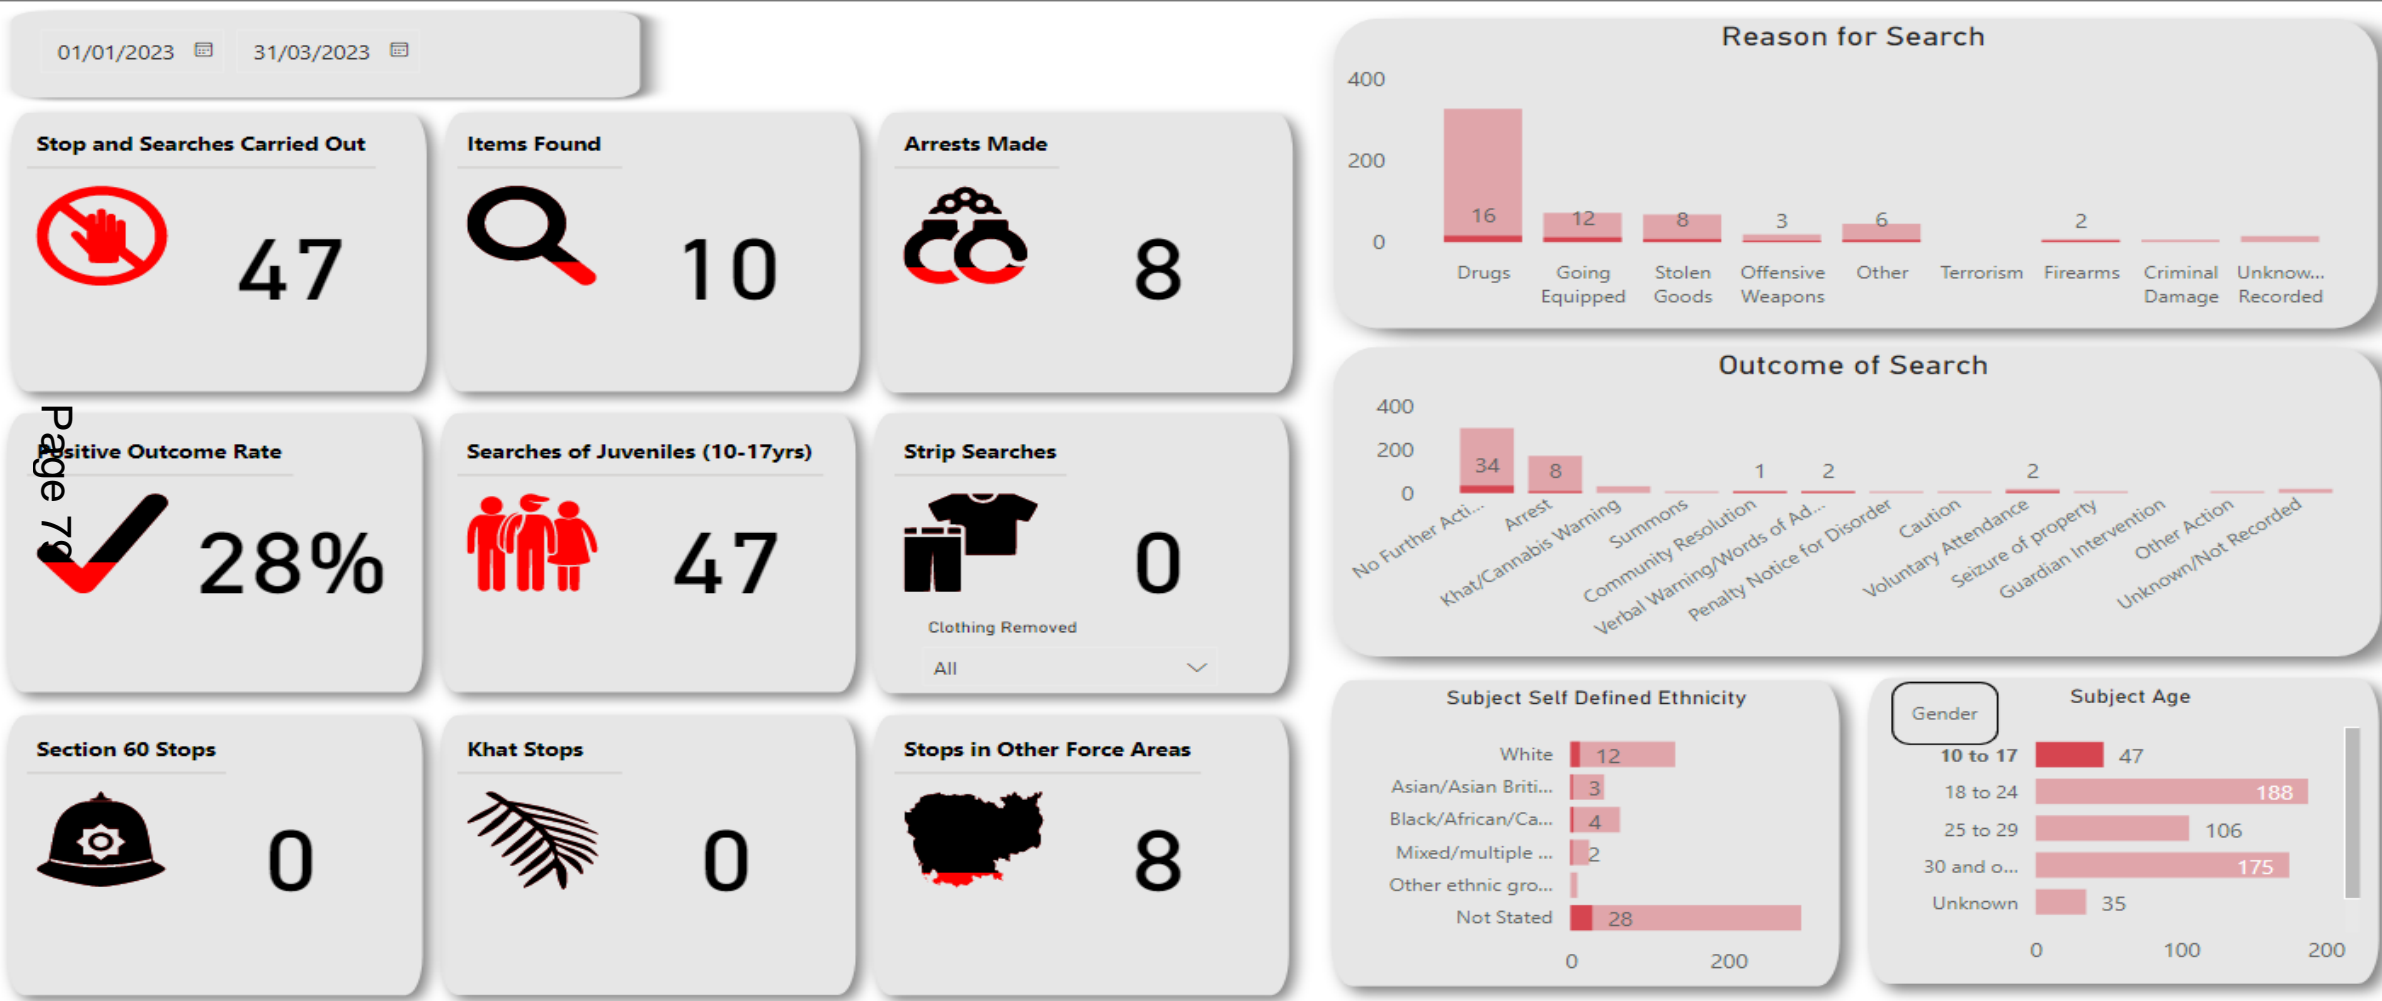 01/01/2023
31/03/2023
Stop and Searches Carried Out
47
Items Found
10
Arrests Made
8
Page 79
Positive Outcome Rate
28%
Searches of Juveniles (10-17yrs)
47
Strip Searches
0
Clothing Removed
All
Section 60 Stops
0
Khat Stops
0
Stops in Other Force Areas
8
Reason for Search
400
200
0
16
12
8
3
6
2
Drugs
Going
Equipped
Stolen
Goods
Offensive
Weapons
Other
Terrorism
Firearms
Criminal
Damage
Unknow...
Recorded
Outcome of Search
400
200
0
34
8
1
2
2
No Further Acti...
Arrest
Khat/Cannabis Warning
Summons
Community Resolution
Verbal Warning/Words of Ad...
Penalty Notice for Disorder
Caution
Voluntary Attendance
Seizure of property
Guardian Intervention
Other Action
Unknown/Not Recorded
Subject Self Defined Ethnicity
White 12
Asian/Asian Briti... 3
Black/African/Ca... 4
Mixed/multiple ... 2
Other ethnic gro...
Not Stated 28
0 200
Gender
Subject Age
10 to 17 47
18 to 24 188
25 to 29 106
30 and o... 175
Unknown 35
0 100 200